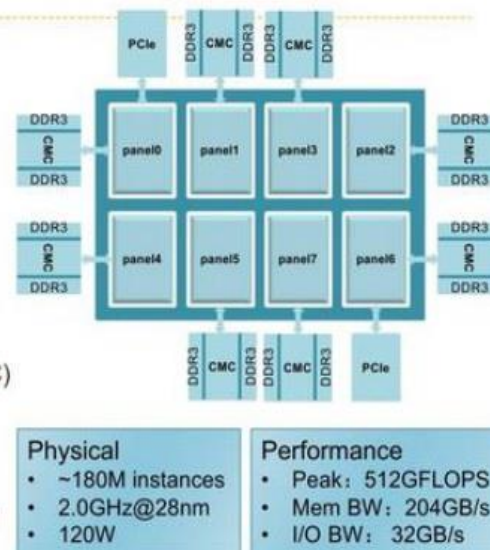 PCIe
DDR3 CMC DDR3
DDR3 CMC DDR3
DDR3
CMC
DDR3
panel0
panel1
panel3
panel2
DDR3
CMC
DDR3
DDR3
CMC
DDR3
panel4
panel5
panel7
panel6
DDR3
CMC
DDR3
DDR3 CMC DDR3
DDR3 CMC DDR3
PCIe
)
Physical
• ~180M instances
• 2.0GHz@28nm
• 120W
Performance
• Peak: 512GFLOPS
• Mem BW: 204GB/s
• I/O BW: 32GB/s